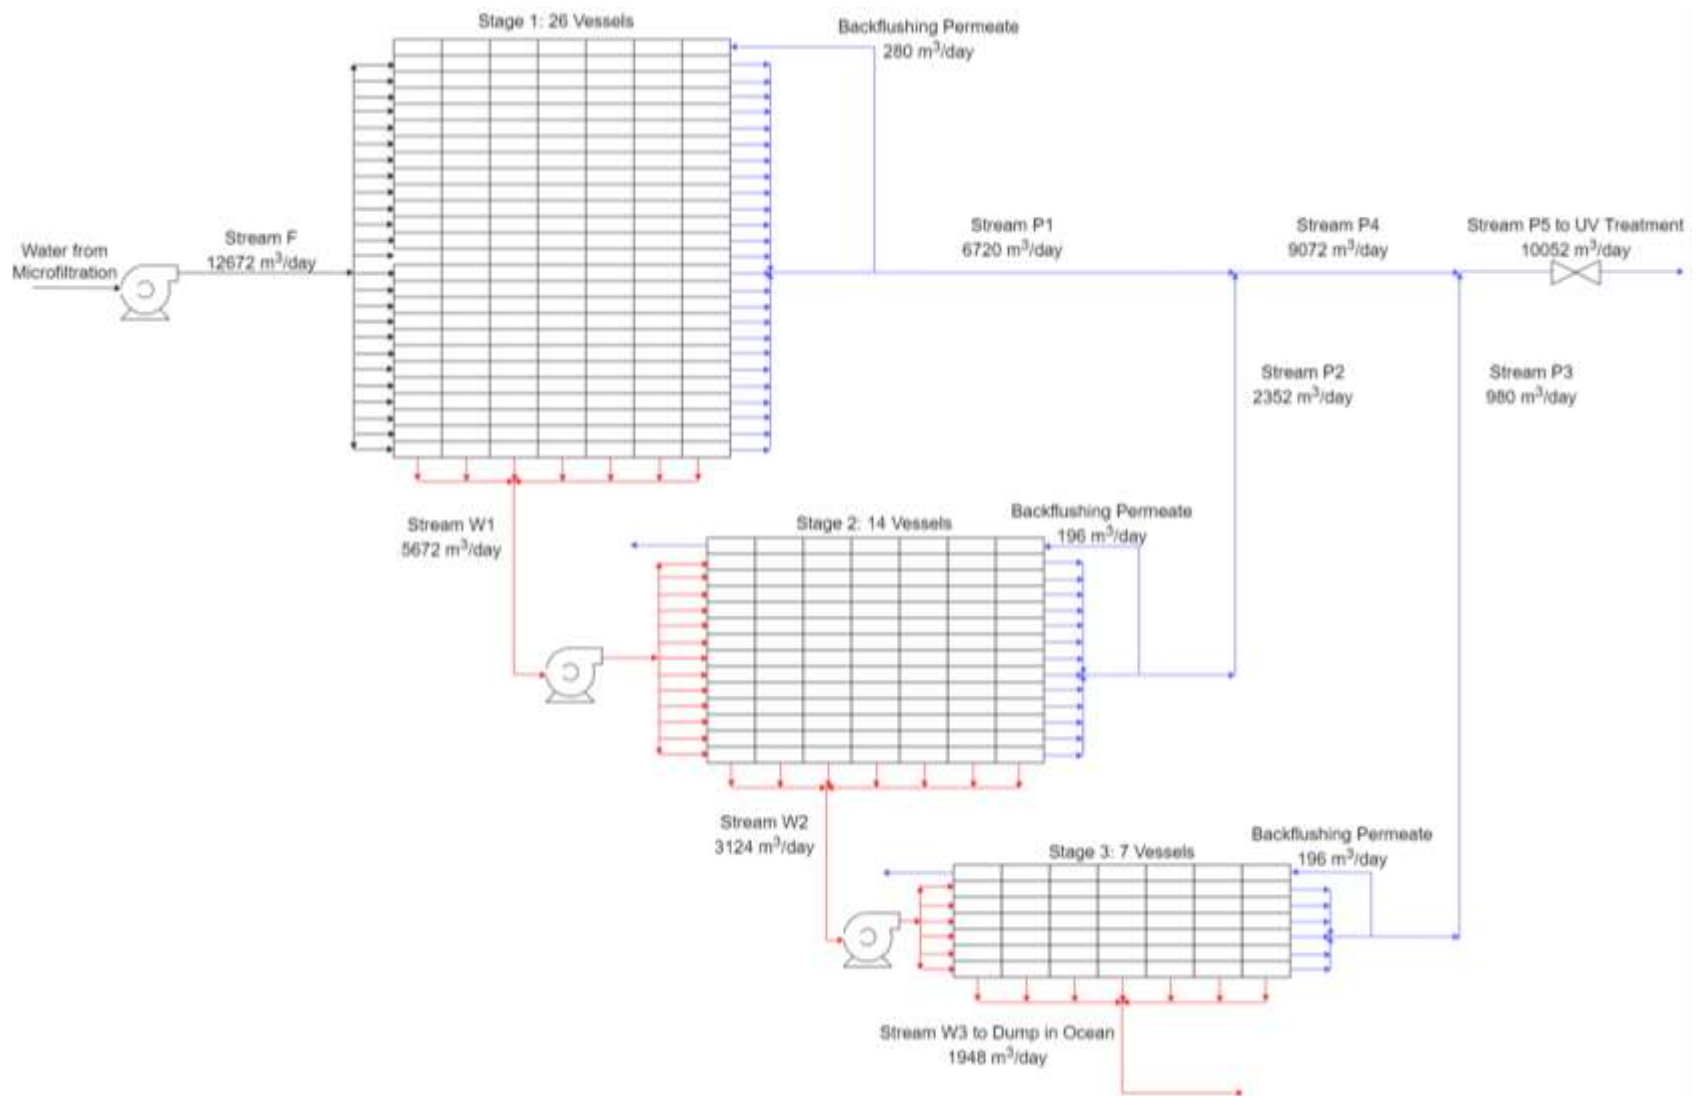 Stage 1: 26 Vessels
Backflushing Permeate
280 m³/day
Water from
Microfiltration
Stream F
12672 m³/day
Stream P1
6720 m³/day
Stream P4
9072 m³/day
Stream P5 to UV Treatment
10052 m³/day
Stream P2
2352 m³/day
Stream P3
980 m³/day
Stream W1
5672 m³/day
Stage 2: 14 Vessels
Backflushing Permeate
196 m³/day
Stream W2
3124 m³/day
Stage 3: 7 Vessels
Backflushing Permeate
196 m³/day
Stream W3 to Dump in Ocean
1948 m³/day